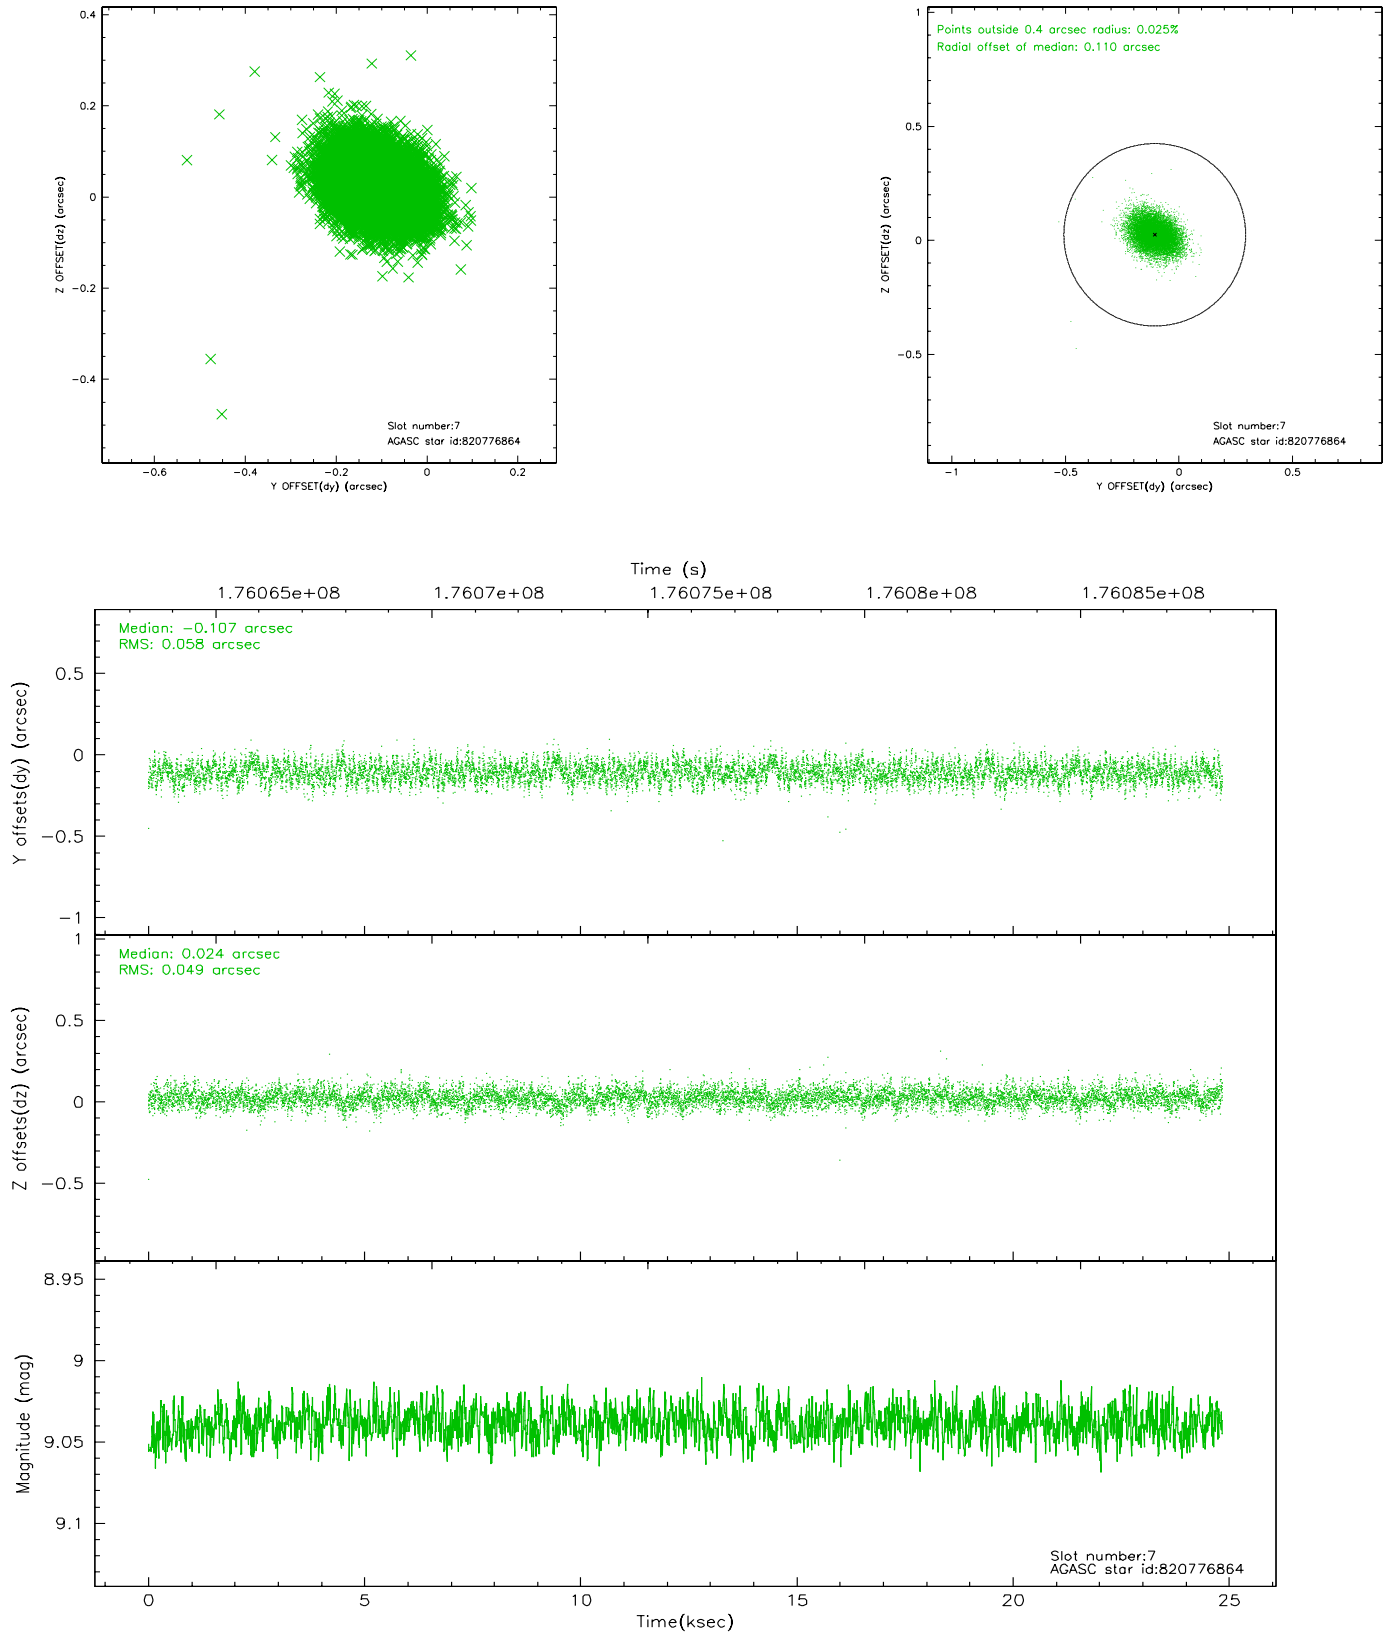 0.4
0.2
0
−0.2
−0.4
Z OFFSET(dz) (arcsec)
Slot number:7
AGASC star id:820776864
−0.6
−0.4
−0.2
0
0.2
Y OFFSET(dy) (arcsec)
Points outside 0.4 arcsec radius: 0.025%
Radial offset of median: 0.110 arcsec
1
0.5
0
−0.5
Z OFFSET(dz) (arcsec)
Slot number:7
AGASC star id:820776864
−1
−0.5
0
0.5
Y OFFSET(dy) (arcsec)
Time (s)
1.76065e+08
1.7607e+08
1.76075e+08
1.7608e+08
1.76085e+08
Median: −0.107 arcsec
RMS: 0.058 arcsec
0.5
0
−0.5
−1
Y offsets(dy) (arcsec)
Median: 0.024 arcsec
RMS: 0.049 arcsec
1
0.5
0
−0.5
Z offsets(dz) (arcsec)
8.95
9
9.05
9.1
Magnitude (mag)
Slot number:7
AGASC star id:820776864
0
5
10
15
20
25
Time(ksec)